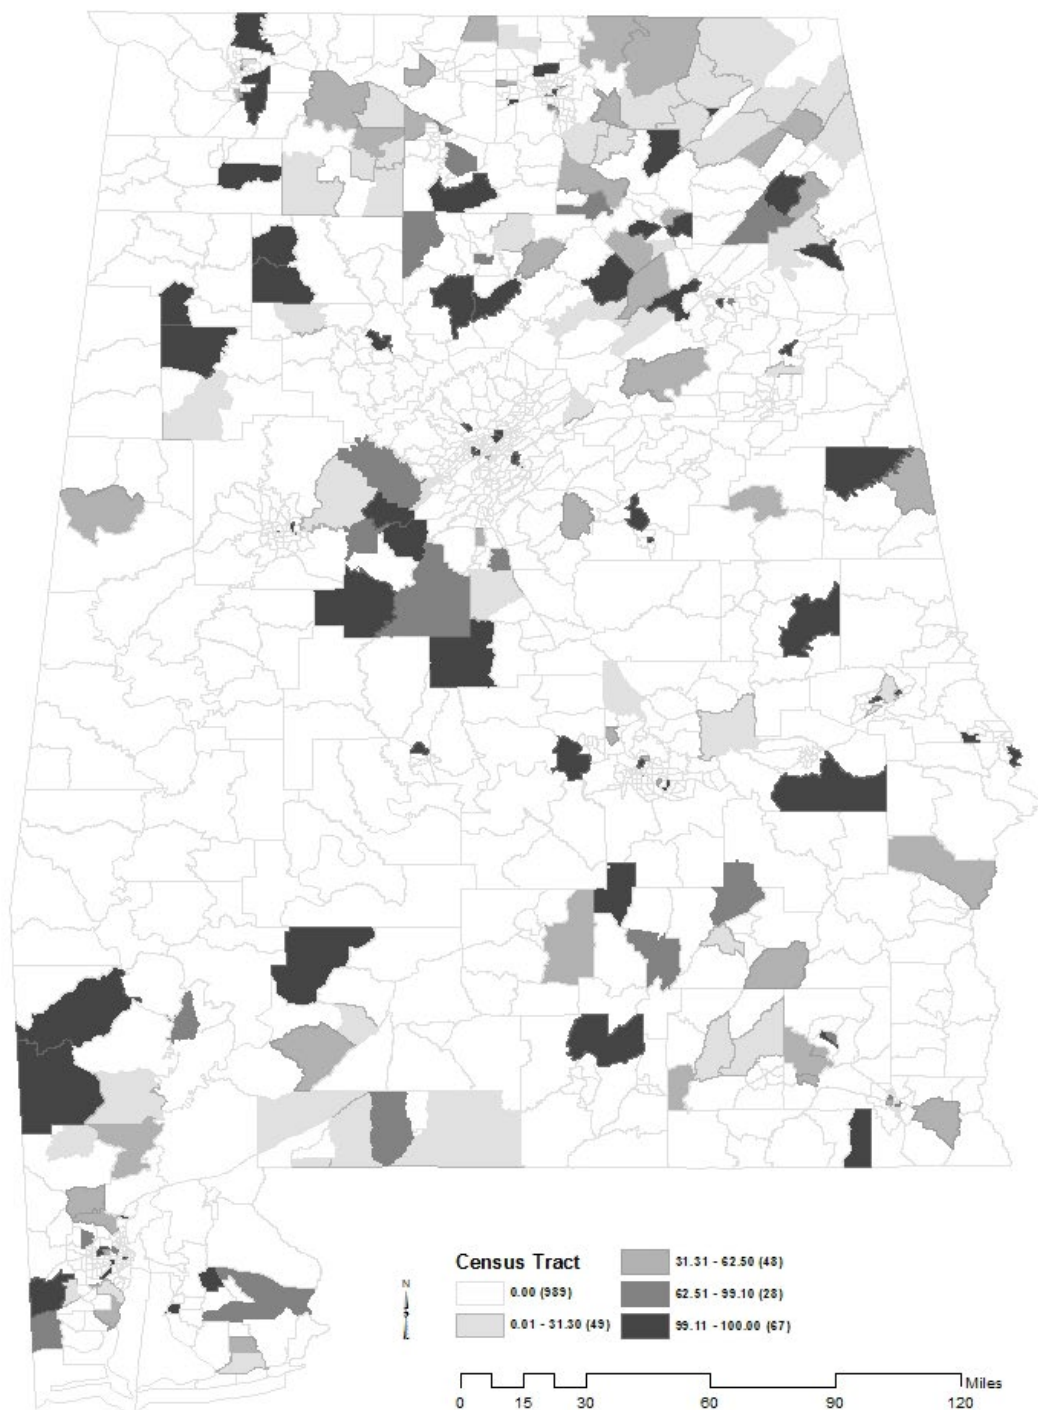 Census Tract
0.00 (989)
0.01 - 31.30 (49)
31.31 - 62.50 (48)
62.51 - 99.10 (28)
99.11 - 100.00 (67)
N
Miles
0 15 30 60 90 120